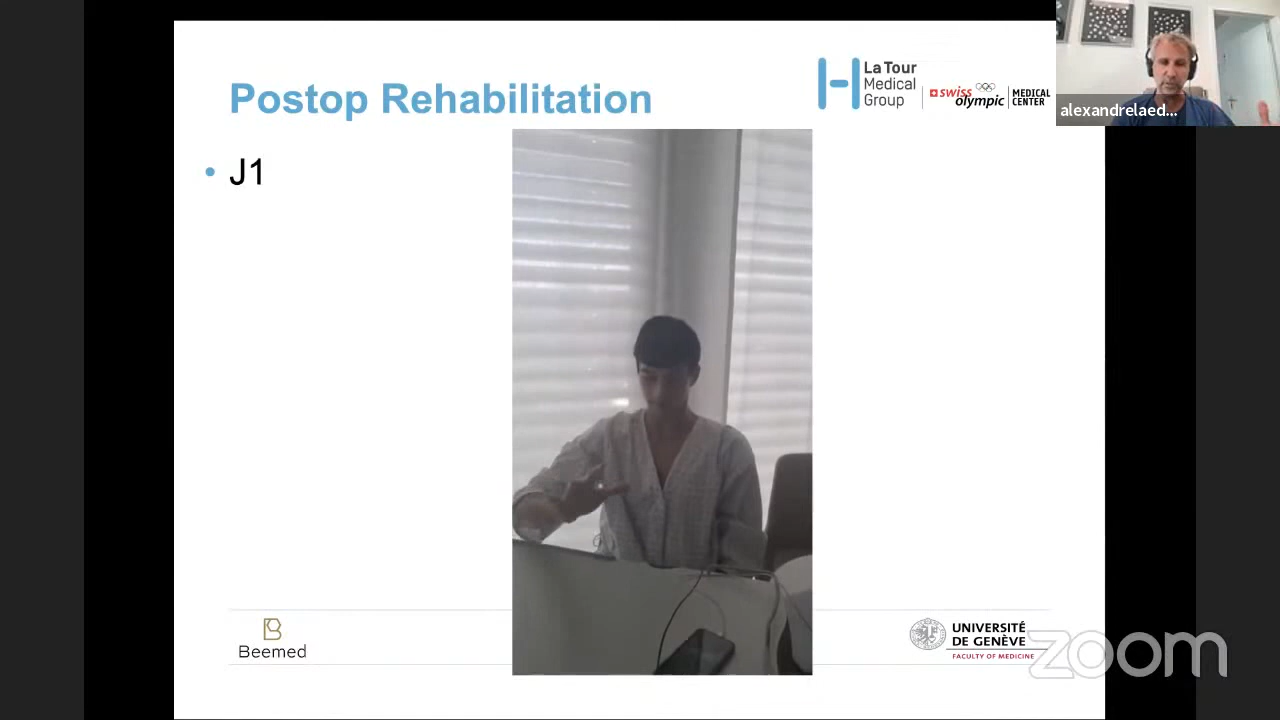 Postop Rehabilitation
La Tour
Medical
Group
swiss
olympic
MEDICAL
CENTER
alexandrelaed...
• J1
Beemed
UNIVERSITÉ
DE GENÈVE
FACULTY OF MEDICINE
zoom